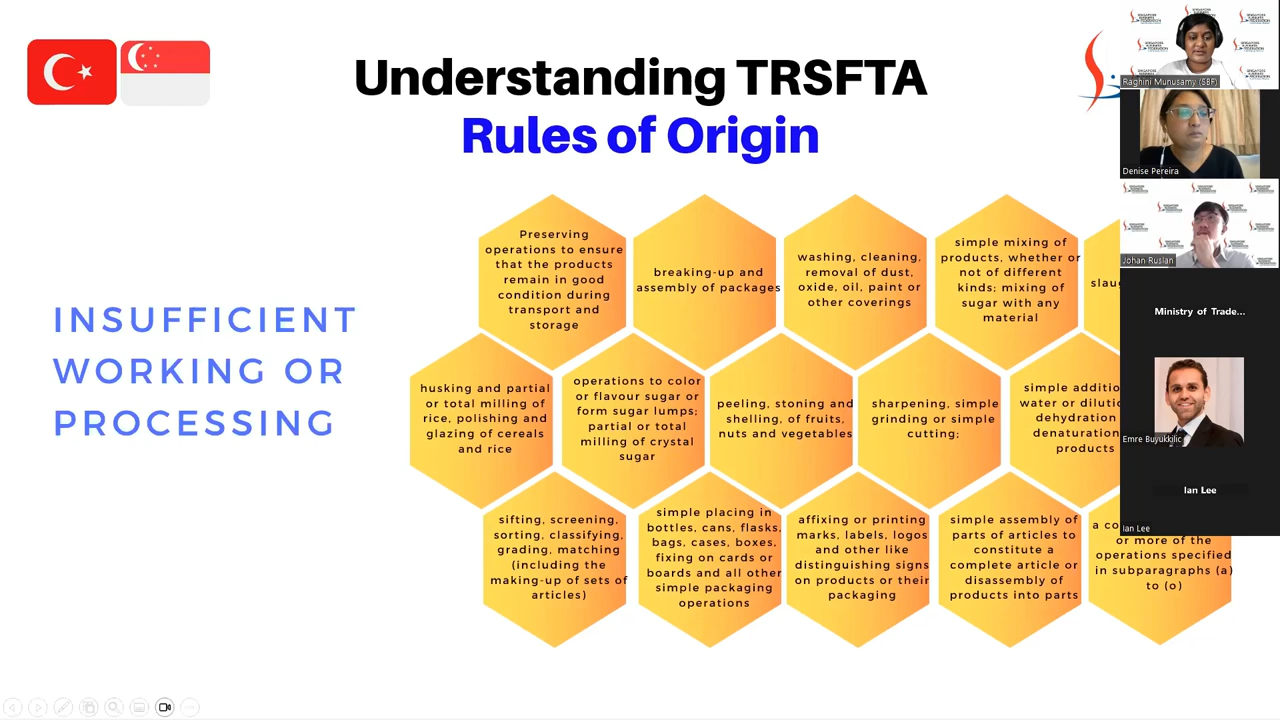 Understanding TRSFTA
Rules of Origin
INSUFFICIENT
WORKING OR
PROCESSING
Preserving
operations to ensure
that the products
remain in good
condition during
transport and
storage
breaking-up and
assembly of packages
washing, cleaning,
removal of dust,
oxide, oil, paint or
other coverings
simple mixing of
products, whether or
not of different
kinds; mixing of
sugar with any
material
husking and partial
or total milling of
rice, polishing and
glazing of cereals
and rice
operations to color
or flavour sugar or
form sugar lumps;
partial or total
milling of crystal
sugar
peeling, stoning and
shelling, of fruits,
nuts and vegetables
sharpening, simple
grinding or simple
cutting;
simple
water or
dehydration
denaturation
products
sifting, screening,
sorting, classifying,
grading, matching
(including the
making-up of sets of
articles)
simple placing in
bottles, cans, flasks,
bags, cases, boxes,
fixing on cards or
boards and all other
simple packaging
operations
affixing or printing
marks, labels, logos
and other like
distinguishing signs
on products or their
packaging
simple assembly of
parts of articles to
constitute a
complete article or
disassembly of
products into parts
a
or more of the
operations specified
in subparagraphs (a)
to (o)
Raghini Munusamy (SBF)
Denise Pereira
Johan Ruslan
Ministry of Trade...
Emre Buyukkilic
Ian Lee
Ian Lee